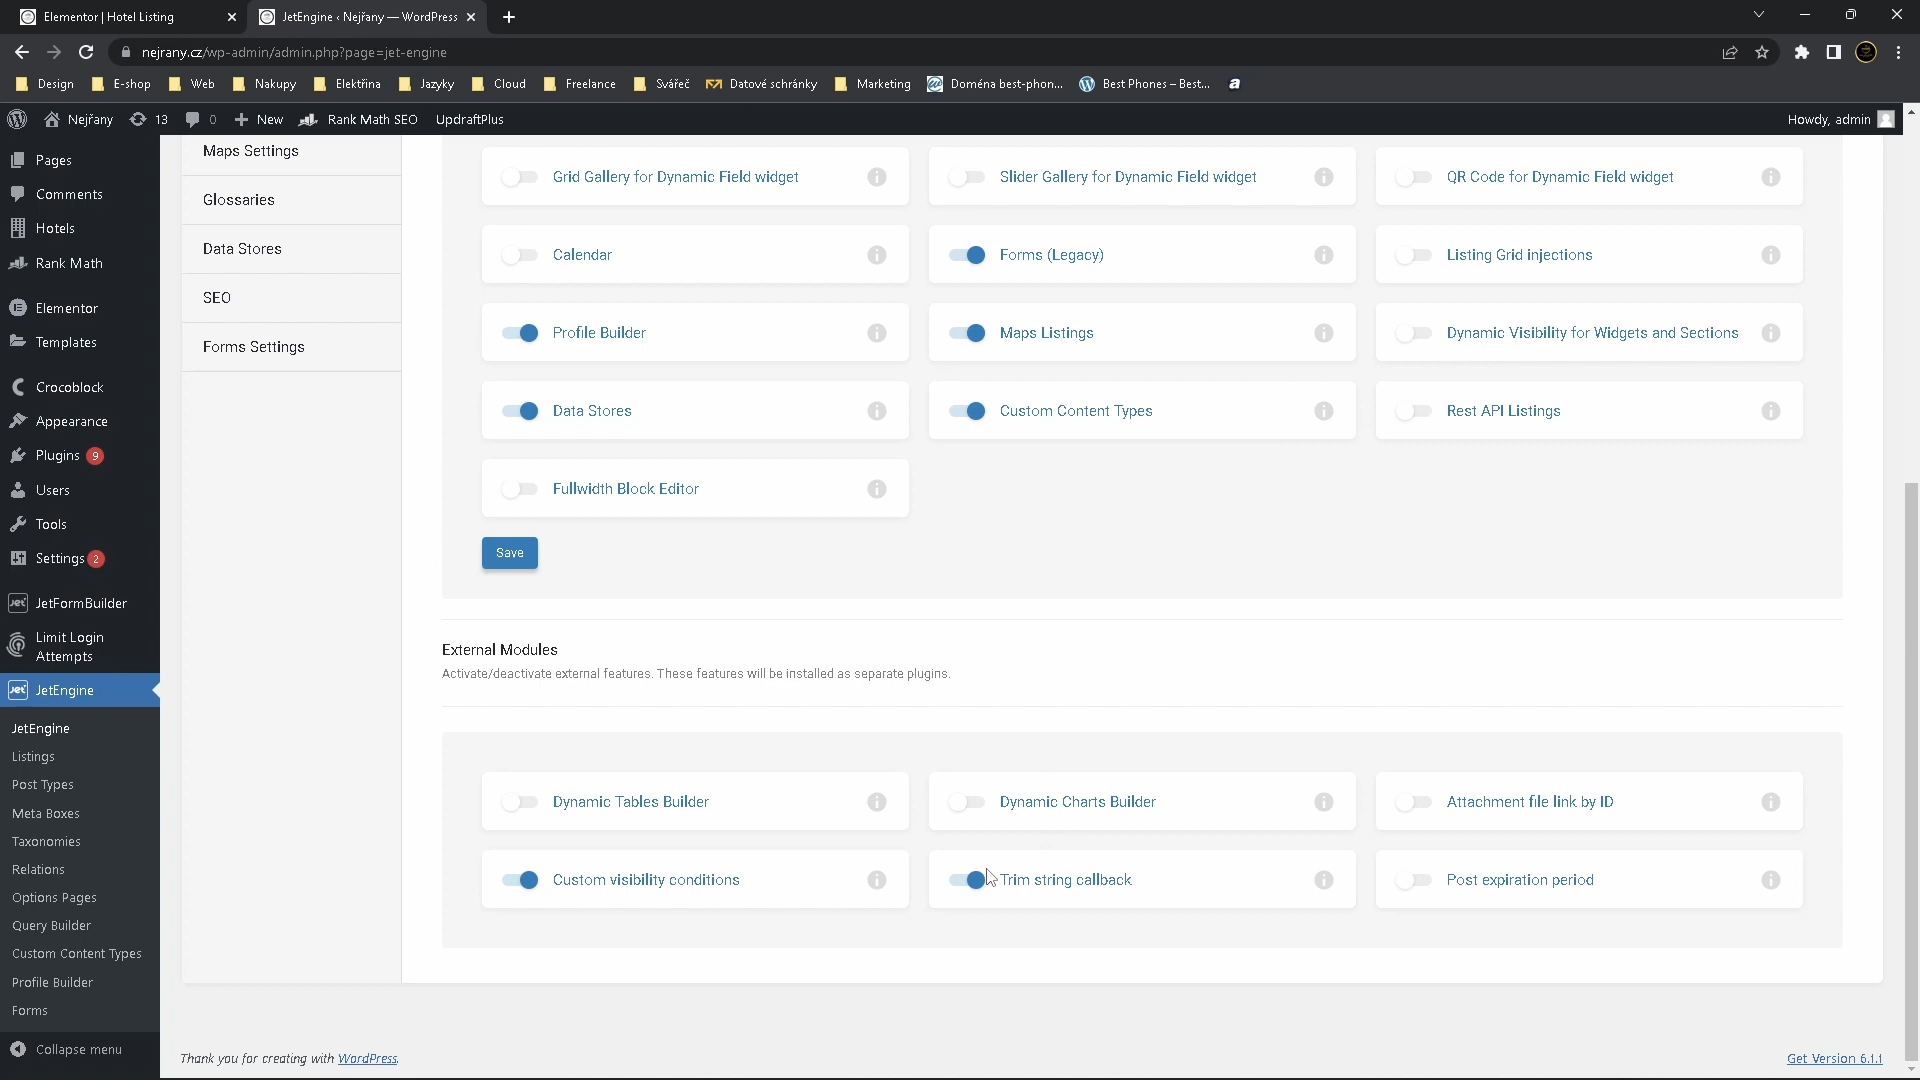 Elementor | Hotel Listing
JetEngine ‹ Nejřany — WordPress
nejrany.cz/wp-admin/admin.php?page=jet-engine
Design
E-shop
Web
Nakupy
Elektřina
Jazyky
Cloud
Freelance
Svářeč
Datové schránky
Marketing
Doména best-phon...
Best Phones – Best...
Nejřany
13
0
New
Rank Math SEO
UpdraftPlus
Howdy, admin
Pages
Comments
Hotels
Rank Math
Elementor
Templates
Crocoblock
Appearance
Plugins 9
Users
Tools
Settings 2
JetFormBuilder
Limit Login
Attempts
JetEngine
JetEngine
Listings
Post Types
Meta Boxes
Taxonomies
Relations
Options Pages
Query Builder
Custom Content Types
Profile Builder
Forms
Collapse menu
Maps Settings
Glossaries
Data Stores
SEO
Forms Settings
Grid Gallery for Dynamic Field widget
Slider Gallery for Dynamic Field widget
QR Code for Dynamic Field widget
Calendar
Forms (Legacy)
Listing Grid injections
Profile Builder
Maps Listings
Dynamic Visibility for Widgets and Sections
Data Stores
Custom Content Types
Rest API Listings
Fullwidth Block Editor
Save
External Modules
Activate/deactivate external features. These features will be installed as separate plugins.
Dynamic Tables Builder
Dynamic Charts Builder
Attachment file link by ID
Custom visibility conditions
Trim string callback
Post expiration period
Thank you for creating with WordPress.
Get Version 6.1.1